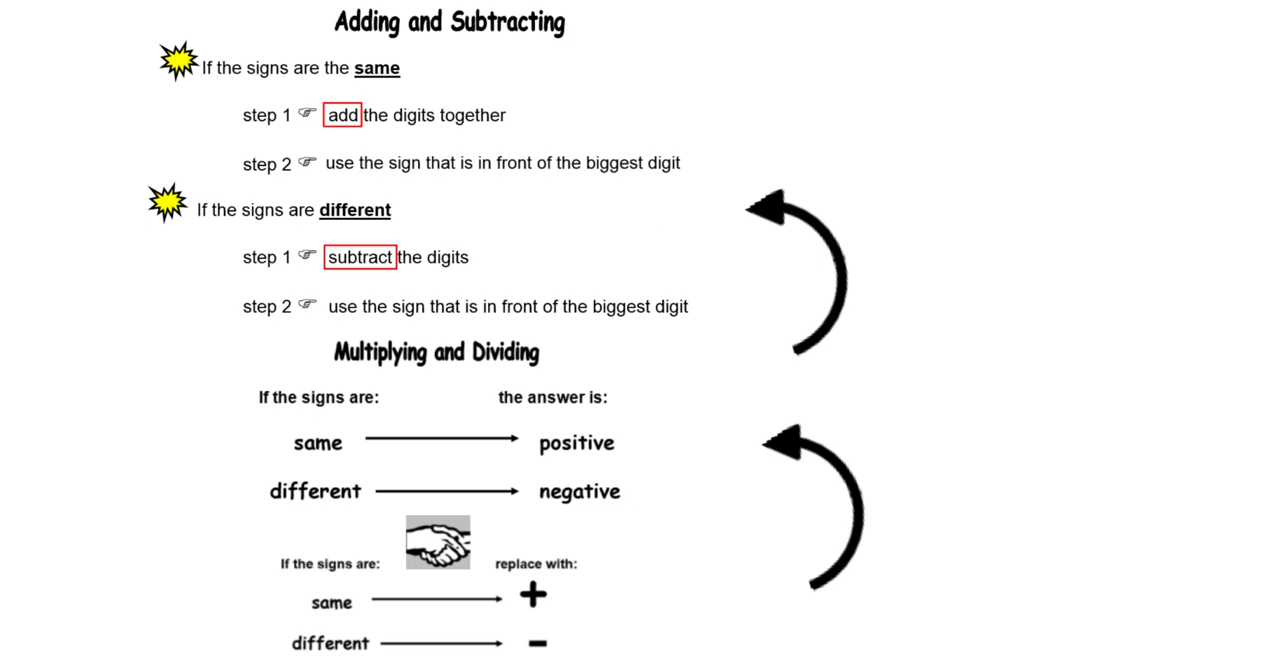 Adding and Subtracting
If the signs are the same
step 1 ☞ add the digits together
step 2 ☞ use the sign that is in front of the biggest digit
If the signs are different
step 1 ☞ subtract the digits
step 2 ☞ use the sign that is in front of the biggest digit
Multiplying and Dividing
If the signs are: the answer is:
same positive
different negative
If the signs are: replace with:
same +
different -